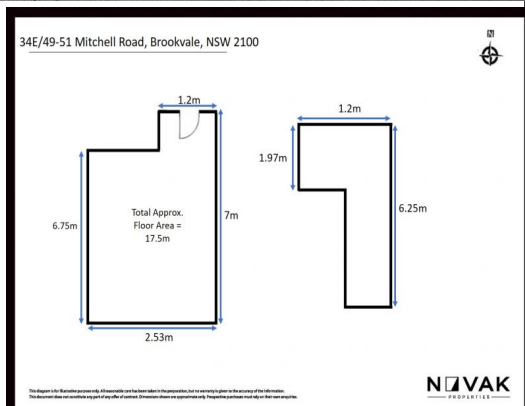 34E/49-51 Mitchell Road, Brookvale, NSW 2100
N
1.2m
1.2m
1.97m
6.75m
Total Approx.
Floor Area =
17.5m
7m
6.25m
2.53m
This diagram is for illustrative purpose only. All reasonable care has been taken in the preparation, but no warranty is given to the accuracy of the information.
This document does not constitute any part of any offer of contract. Dimensions shown are approximate only. Prospective purchasers must rely on their own enquiries.
NOVAK
PROPERTIES